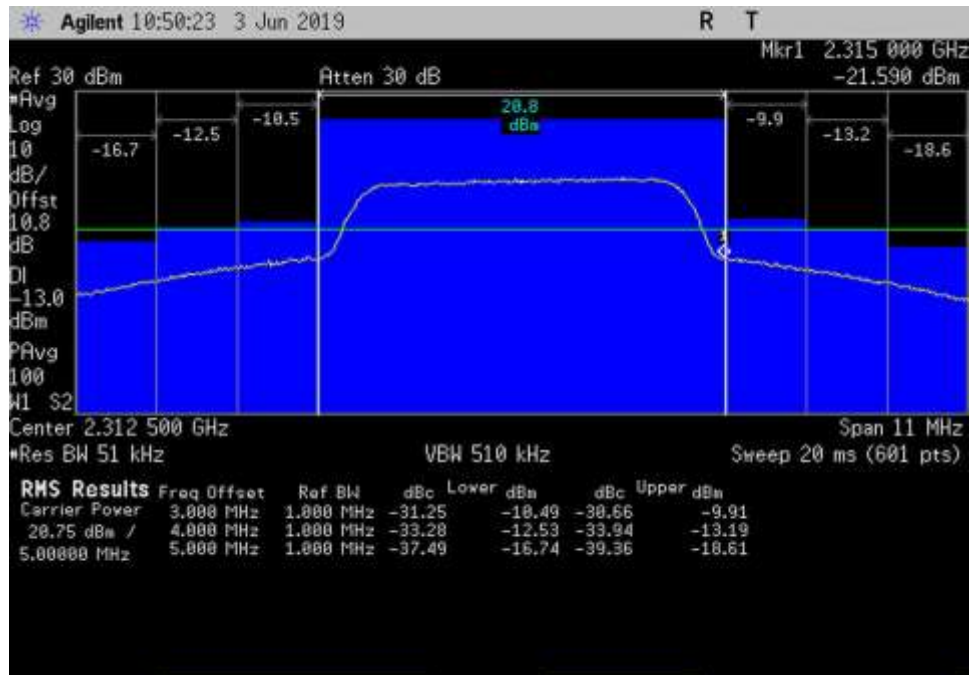 Agilent 10:50:23 3 Jun 2019 R T
Mkr1 2.315 000 GHz
Ref 30 dBm Atten 30 dB -21.590 dBm
#Avg
Log
10
dB/
Offst
10.8
dB
DI
-13.0
dBm
PAvg
100
W1 S2
-16.7 -12.5 -10.5 20.8 dBm -9.9 -13.2 -18.6
1
Center 2.312 500 GHz Span 11 MHz
#Res BW 51 kHz VBW 510 kHz Sweep 20 ms (601 pts)
RMS Results Freq Offset Ref BW dBc Lower dBm dBc Upper dBm
Carrier Power 3.000 MHz 1.000 MHz -31.25 -10.49 -30.66 -9.91
20.75 dBm / 4.000 MHz 1.000 MHz -33.28 -12.53 -33.94 -13.19
5.00000 MHz 5.000 MHz 1.000 MHz -37.49 -16.74 -39.36 -18.61